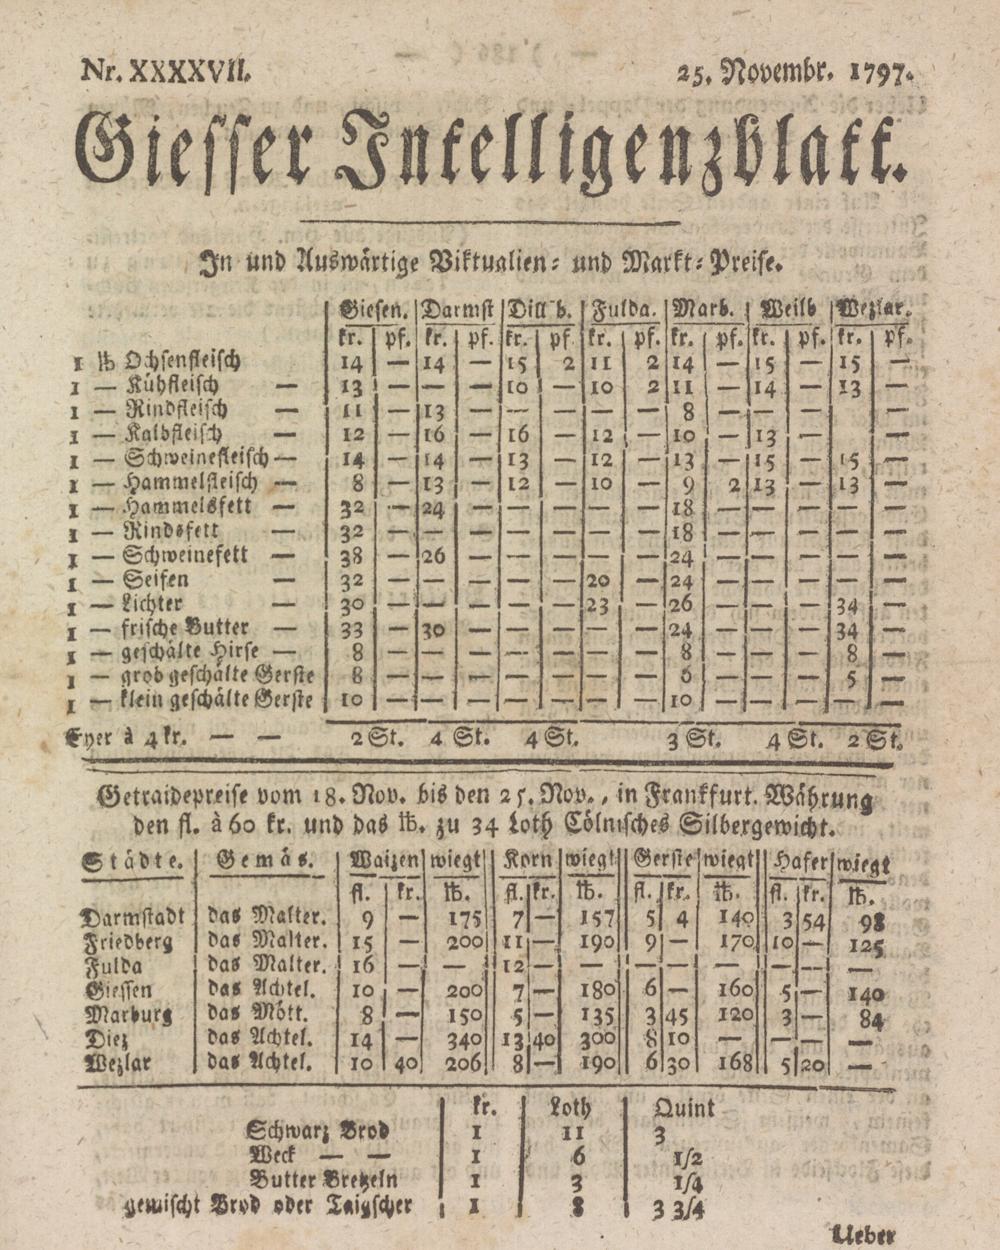 Nr. XXXXVII. 25. Novembr. 1797.
Giesser Intelligenzblatt.
In und Auswärtige Viktualien- und Markt-Preise.
Giesen. Darmst Dill b. Fulda. Marb. Weilb Wezlar.
kr. pf. kr. pf. kr. pf kr. pf. kr. pf. kr. pf. kr. pf.
1 ℔ Ochsenfleisch 14 — 14 — 15 2 11 2 14 — 15 — 15 —
1 — Kühfleisch — 13 — — — 10 — 10 2 11 — 14 — 13 —
1 — Rindfleisch — 11 — 13 — — — — — 8 — — — —
1 — Kalbfleisch — 12 — 16 — 16 — 12 — 10 — 13 — —
1 — Schweinefleisch — 14 — 14 — 13 — 12 — 13 — 15 — 15 —
1 — Hammelfleisch — 8 — 13 — 12 — 10 — 9 2 13 — 13 —
1 — Hammelsfett — 32 — 24 — — — — — 18 — — — — —
1 — Rindsfett — 32 — — — — — — — 18 — — — — —
1 — Schweinefett — 38 — 26 — — — — — 24 — — — — —
1 — Seifen — 32 — — — — — 20 — 24 — — — — —
1 — Lichter — 30 — — — — — 23 — 26 — — — 34 —
1 — frische Butter — 33 — 30 — — — — — 24 — — — 34 —
1 — geschälte Hirse — 8 — — — — — — — 8 — — — 8 —
1 — grob geschälte Gerste 8 — — — — — — — 6 — — — 5 —
1 — klein geschälte Gerste 10 — — — — — — — 10 — — — — —
Eyer à 4 kr. — — 2 St. 4 St. 4 St. 3 St. 4 St. 2 St.
Getraidepreise vom 18. Nov. bis den 25. Nov., in Frankfurt. Währung
den fl. à 60 kr. und das ℔. zu 34 Loth Cölnisches Silbergewicht.
Städte. Gemäs. Waizen wiegt Korn wiegt Gerste wiegt Hafer wiegt
fl. kr. ℔. fl. kr. ℔. fl. kr. ℔. fl. kr. ℔.
Darmstadt das Malter. 9 — 175 7 — 157 5 4 140 3 54 98
Friedberg das Malter. 15 — 200 11 — 190 9 — 170 10 — 125
Fulda das Malter. 16 — — 12 — — — — — — — —
Giessen das Achtel. 10 — 200 7 — 180 6 — 160 5 — 140
Marburg das Mött. 8 — 150 5 — 135 3 45 120 3 — 84
Diez das Achtel. 14 — 340 13 40 300 8 10 — — — —
Wezlar das Achtel. 10 40 206 8 — 190 6 30 168 5 20 —
kr. Loth Quint
Schwarz Brod 1 11 3
Weck — — 1 6 1/2
Butter Bretzeln 1 3 1/4
gemischt Brod oder Taigscher 1 8 3 3/4
Ueber